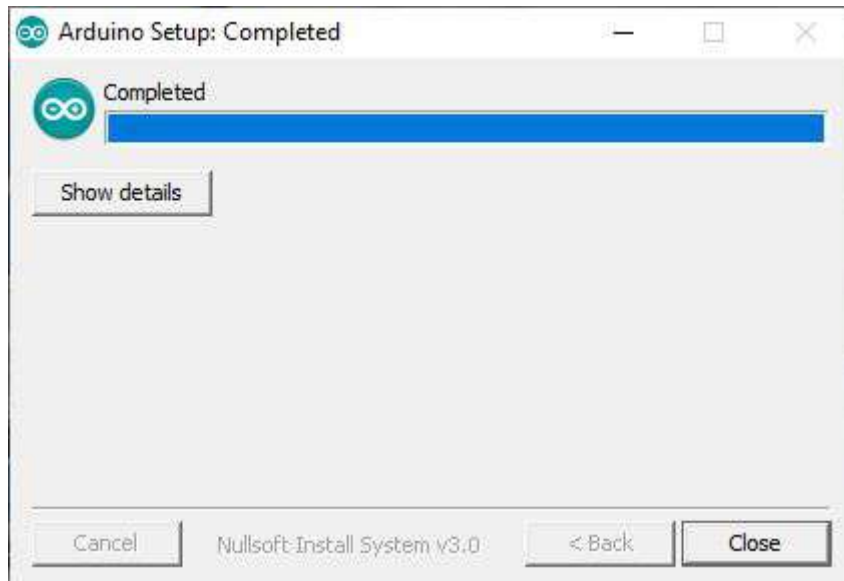 Arduino Setup: Completed
Completed
Show details
Cancel Nullsoft Install System v3.0 < Back Close